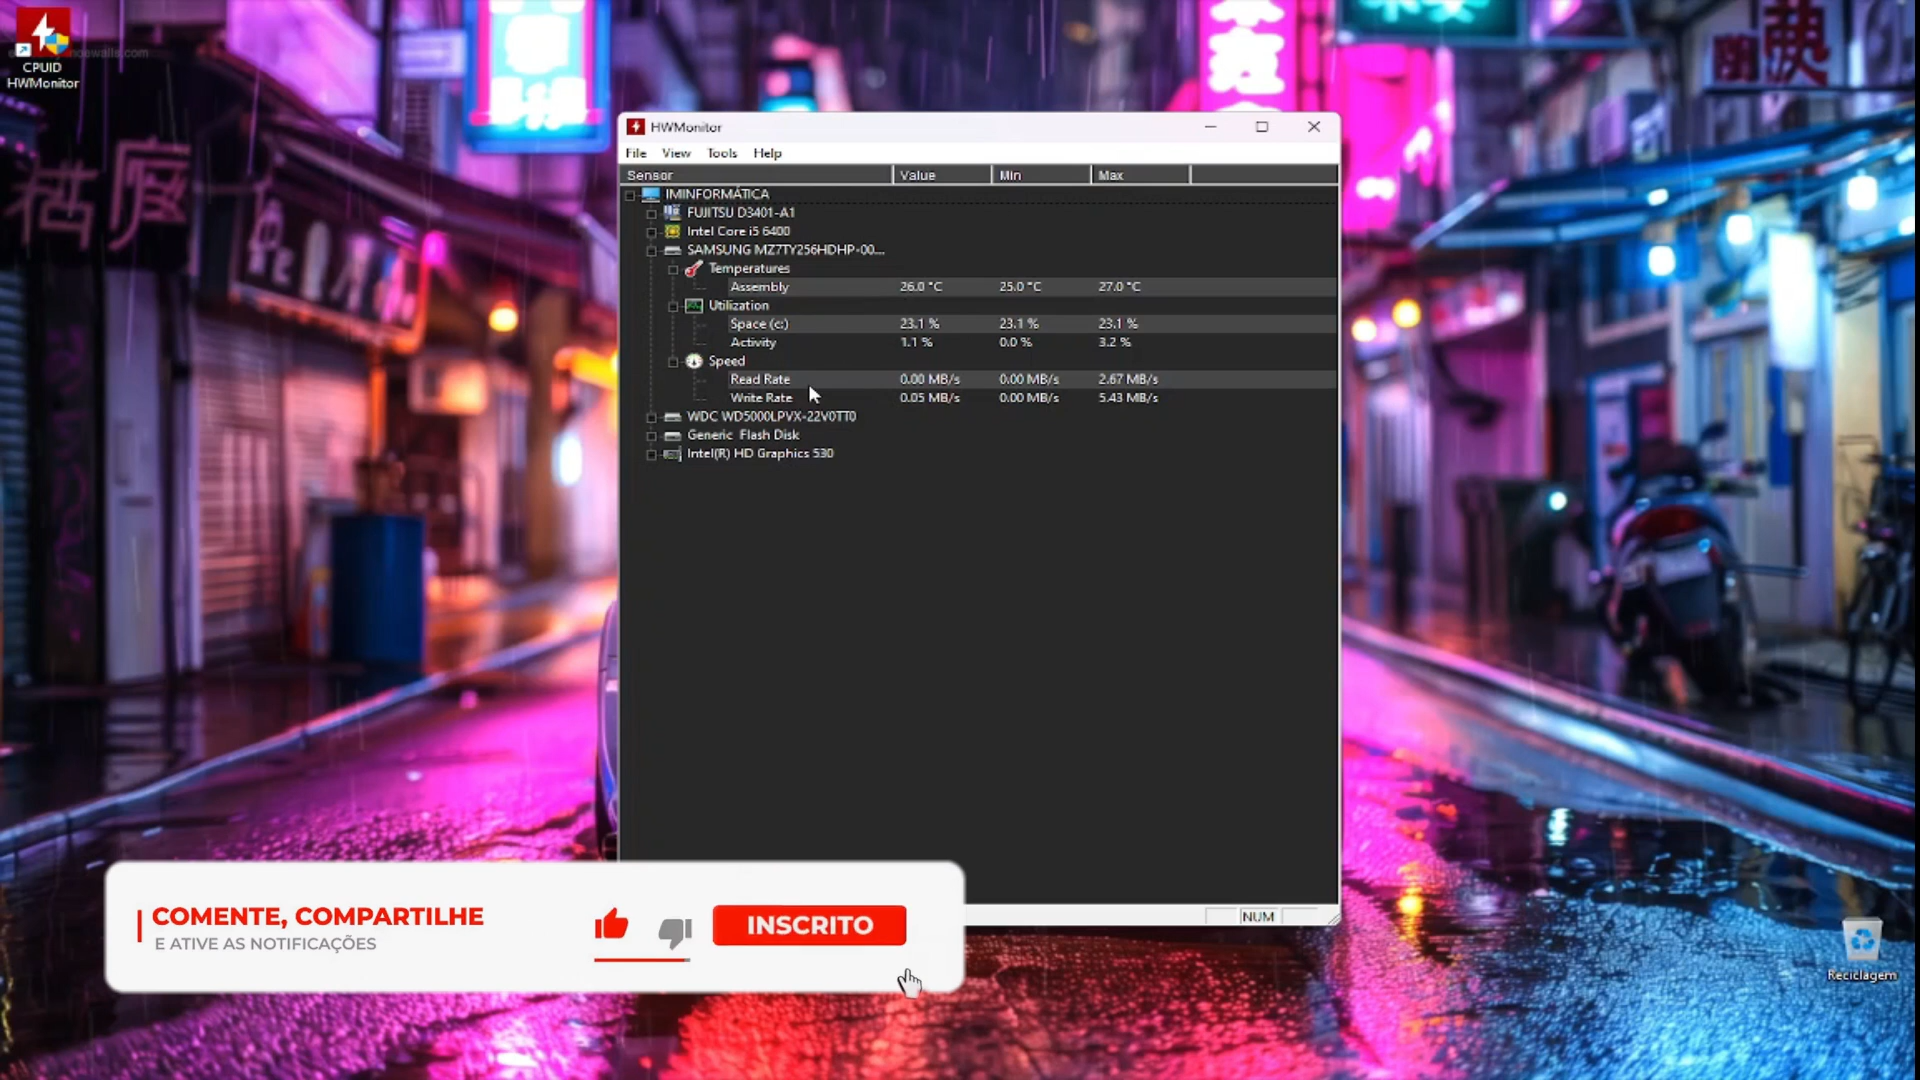 CPUID
HWMonitor
HWMonitor
File View Tools Help
Sensor Value Min Max
IMINFORMÁTICA
FUJITSU D3401-A1
Intel Core i5 6400
SAMSUNG MZ7TY256HDHP-00...
Temperatures
Assembly 26.0 °C 25.0 °C 27.0 °C
Utilization
Space (c:) 23.1 % 23.1 % 23.1 %
Activity 1.1 % 0.0 % 3.2 %
Speed
Read Rate 0.00 MB/s 0.00 MB/s 2.67 MB/s
Write Rate 0.05 MB/s 0.00 MB/s 5.43 MB/s
WDC WD5000LPVX-22V0TT0
Generic Flash Disk
Intel(R) HD Graphics 530
NUM
COMENTE, COMPARTILHE
E ATIVE AS NOTIFICAÇÕES
INSCRITO
Reciclagem